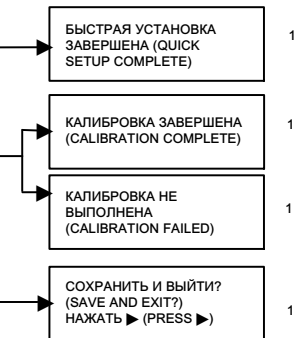 БЫСТРАЯ УСТАНОВКА
ЗАВЕРШЕНА (QUICK
SETUP COMPLETE)
1
КАЛИБРОВКА ЗАВЕРШЕНА
(CALIBRATION COMPLETE)
1
КАЛИБРОВКА НЕ
ВЫПОЛНЕНА
(CALIBRATION FAILED)
1
СОХРАНИТЬ И ВЫЙТИ?
(SAVE AND EXIT?)
НАЖАТЬ ▶ (PRESS ▶)
1